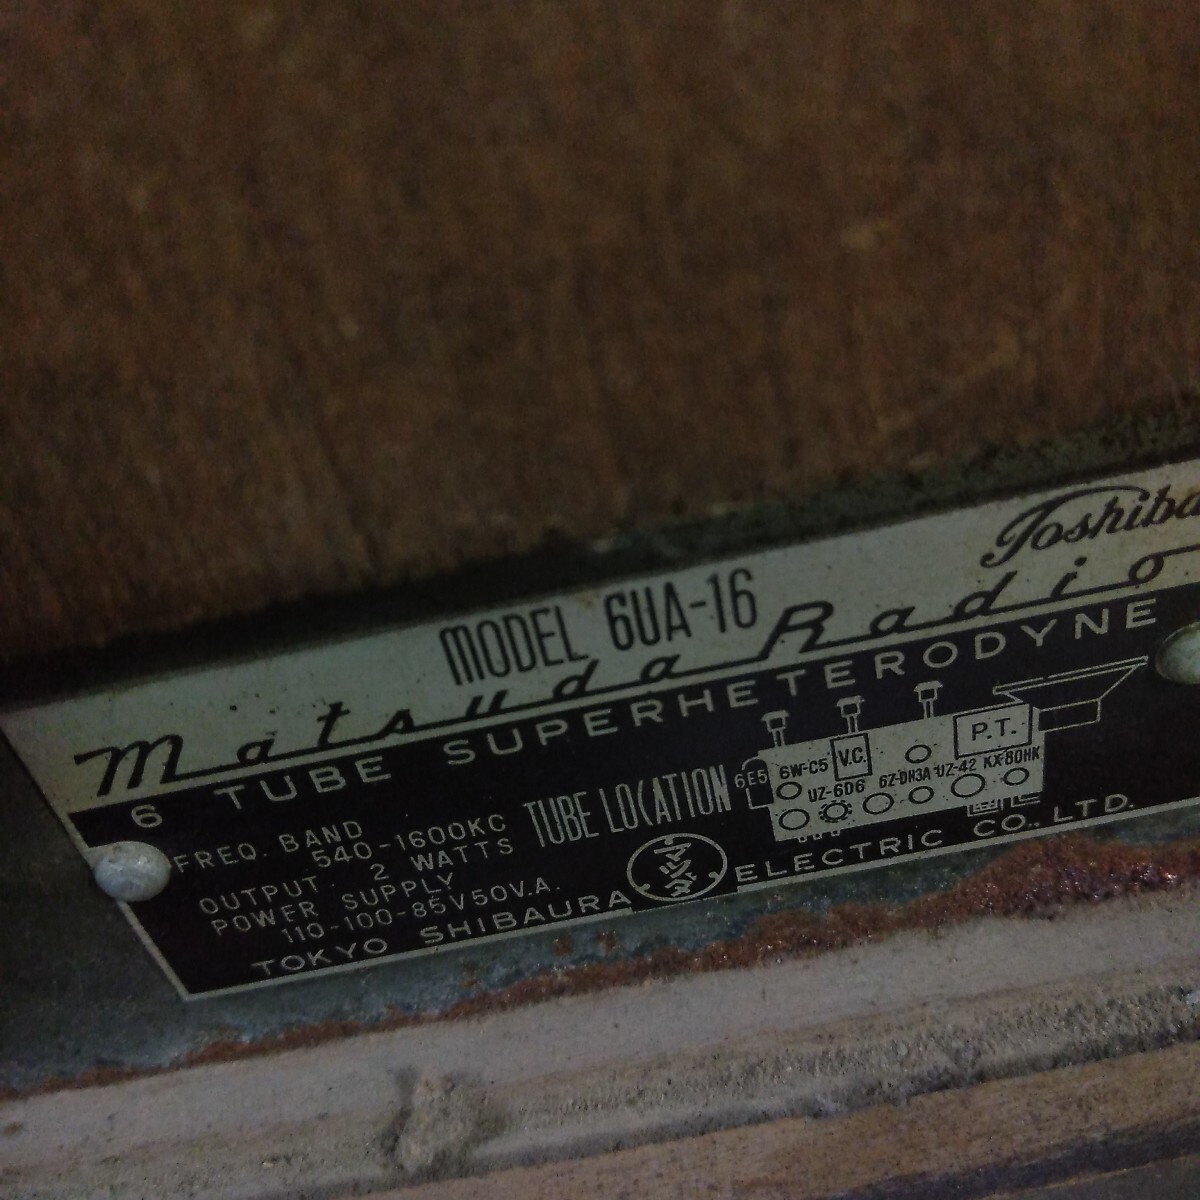 Toshiba
MODEL 6UA-16
Matsuda Radio
6 TUBE SUPERHETERODYNE
FREQ. BAND
540-1600KC
OUTPUT 2 WATTS
POWER SUPPLY
110-100-85V 50V.A.
TUBE LOCATION
6E5
6W-C5
V.C.
P.T.
UZ-6D6
6Z-DH3A
UZ-42
KX-80HK
TOKYO SHIBAURA マツダ ELECTRIC CO., LTD.